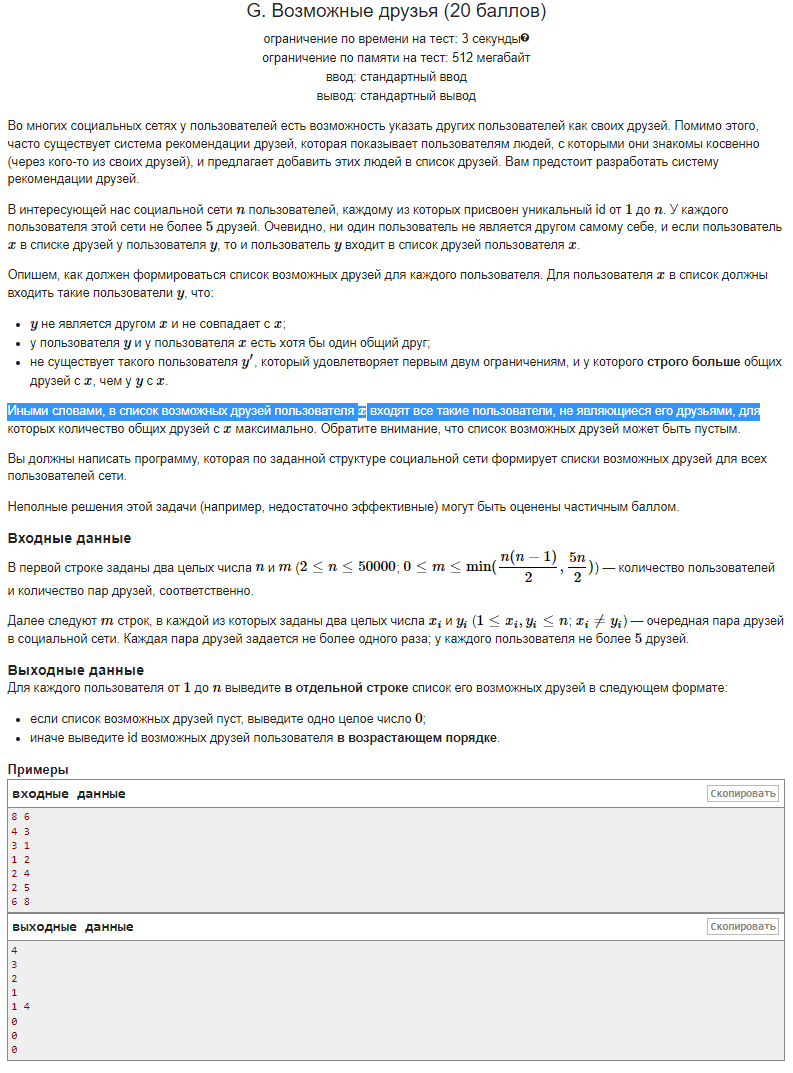 G. Возможные друзья (20 баллов)
ограничение по времени на тест: 3 секунды
ограничение по памяти на тест: 512 мегабайт
ввод: стандартный ввод
вывод: стандартный вывод
Во многих социальных сетях у пользователей есть возможность указать других пользователей как своих друзей. Помимо этого,
часто существует система рекомендации друзей, которая показывает пользователям людей, с которыми они знакомы косвенно
(через кого-то из своих друзей), и предлагает добавить этих людей в список друзей. Вам предстоит разработать систему
рекомендации друзей.
В интересующей нас социальной сети n пользователей, каждому из которых присвоен уникальный id от 1 до n. У каждого
пользователя этой сети не более 5 друзей. Очевидно, ни один пользователь не является другом самому себе, и если пользователь
x в списке друзей у пользователя y, то и пользователь y входит в список друзей пользователя x.
Опишем, как должен формироваться список возможных друзей для каждого пользователя. Для пользователя x в список должны
входить такие пользователи y, что:
• y не является другом x и не совпадает с x;
• у пользователя y и у пользователя x есть хотя бы один общий друг;
• не существует такого пользователя y′, который удовлетворяет первым двум ограничениям, и у которого строго больше общих
друзей с x, чем у y с x.
Иными словами, в список возможных друзей пользователя x входят все такие пользователи, не являющиеся его друзьями, для
которых количество общих друзей с x максимально. Обратите внимание, что список возможных друзей может быть пустым.
Вы должны написать программу, которая по заданной структуре социальной сети формирует списки возможных друзей для всех
пользователей сети.
Неполные решения этой задачи (например, недостаточно эффективные) могут быть оценены частичным баллом.
Входные данные
В первой строке заданы два целых числа n и m (2 ≤ n ≤ 50000; 0 ≤ m ≤ min(n(n − 1)/2, 5n/2)) — количество пользователей
и количество пар друзей, соответственно.
Далее следуют m строк, в каждой из которых заданы два целых числа xᵢ и yᵢ (1 ≤ xᵢ, yᵢ ≤ n; xᵢ ≠ yᵢ) — очередная пара друзей
в социальной сети. Каждая пара друзей задается не более одного раза; у каждого пользователя не более 5 друзей.
Выходные данные
Для каждого пользователя от 1 до n выведите в отдельной строке список его возможных друзей в следующем формате:
• если список возможных друзей пуст, выведите одно целое число 0;
• иначе выведите id возможных друзей пользователя в возрастающем порядке.
Примеры
входные данные Скопировать
8 6
4 3
3 1
1 2
2 4
2 5
6 8
выходные данные Скопировать
4
3
2
1
1 4
0
0
0